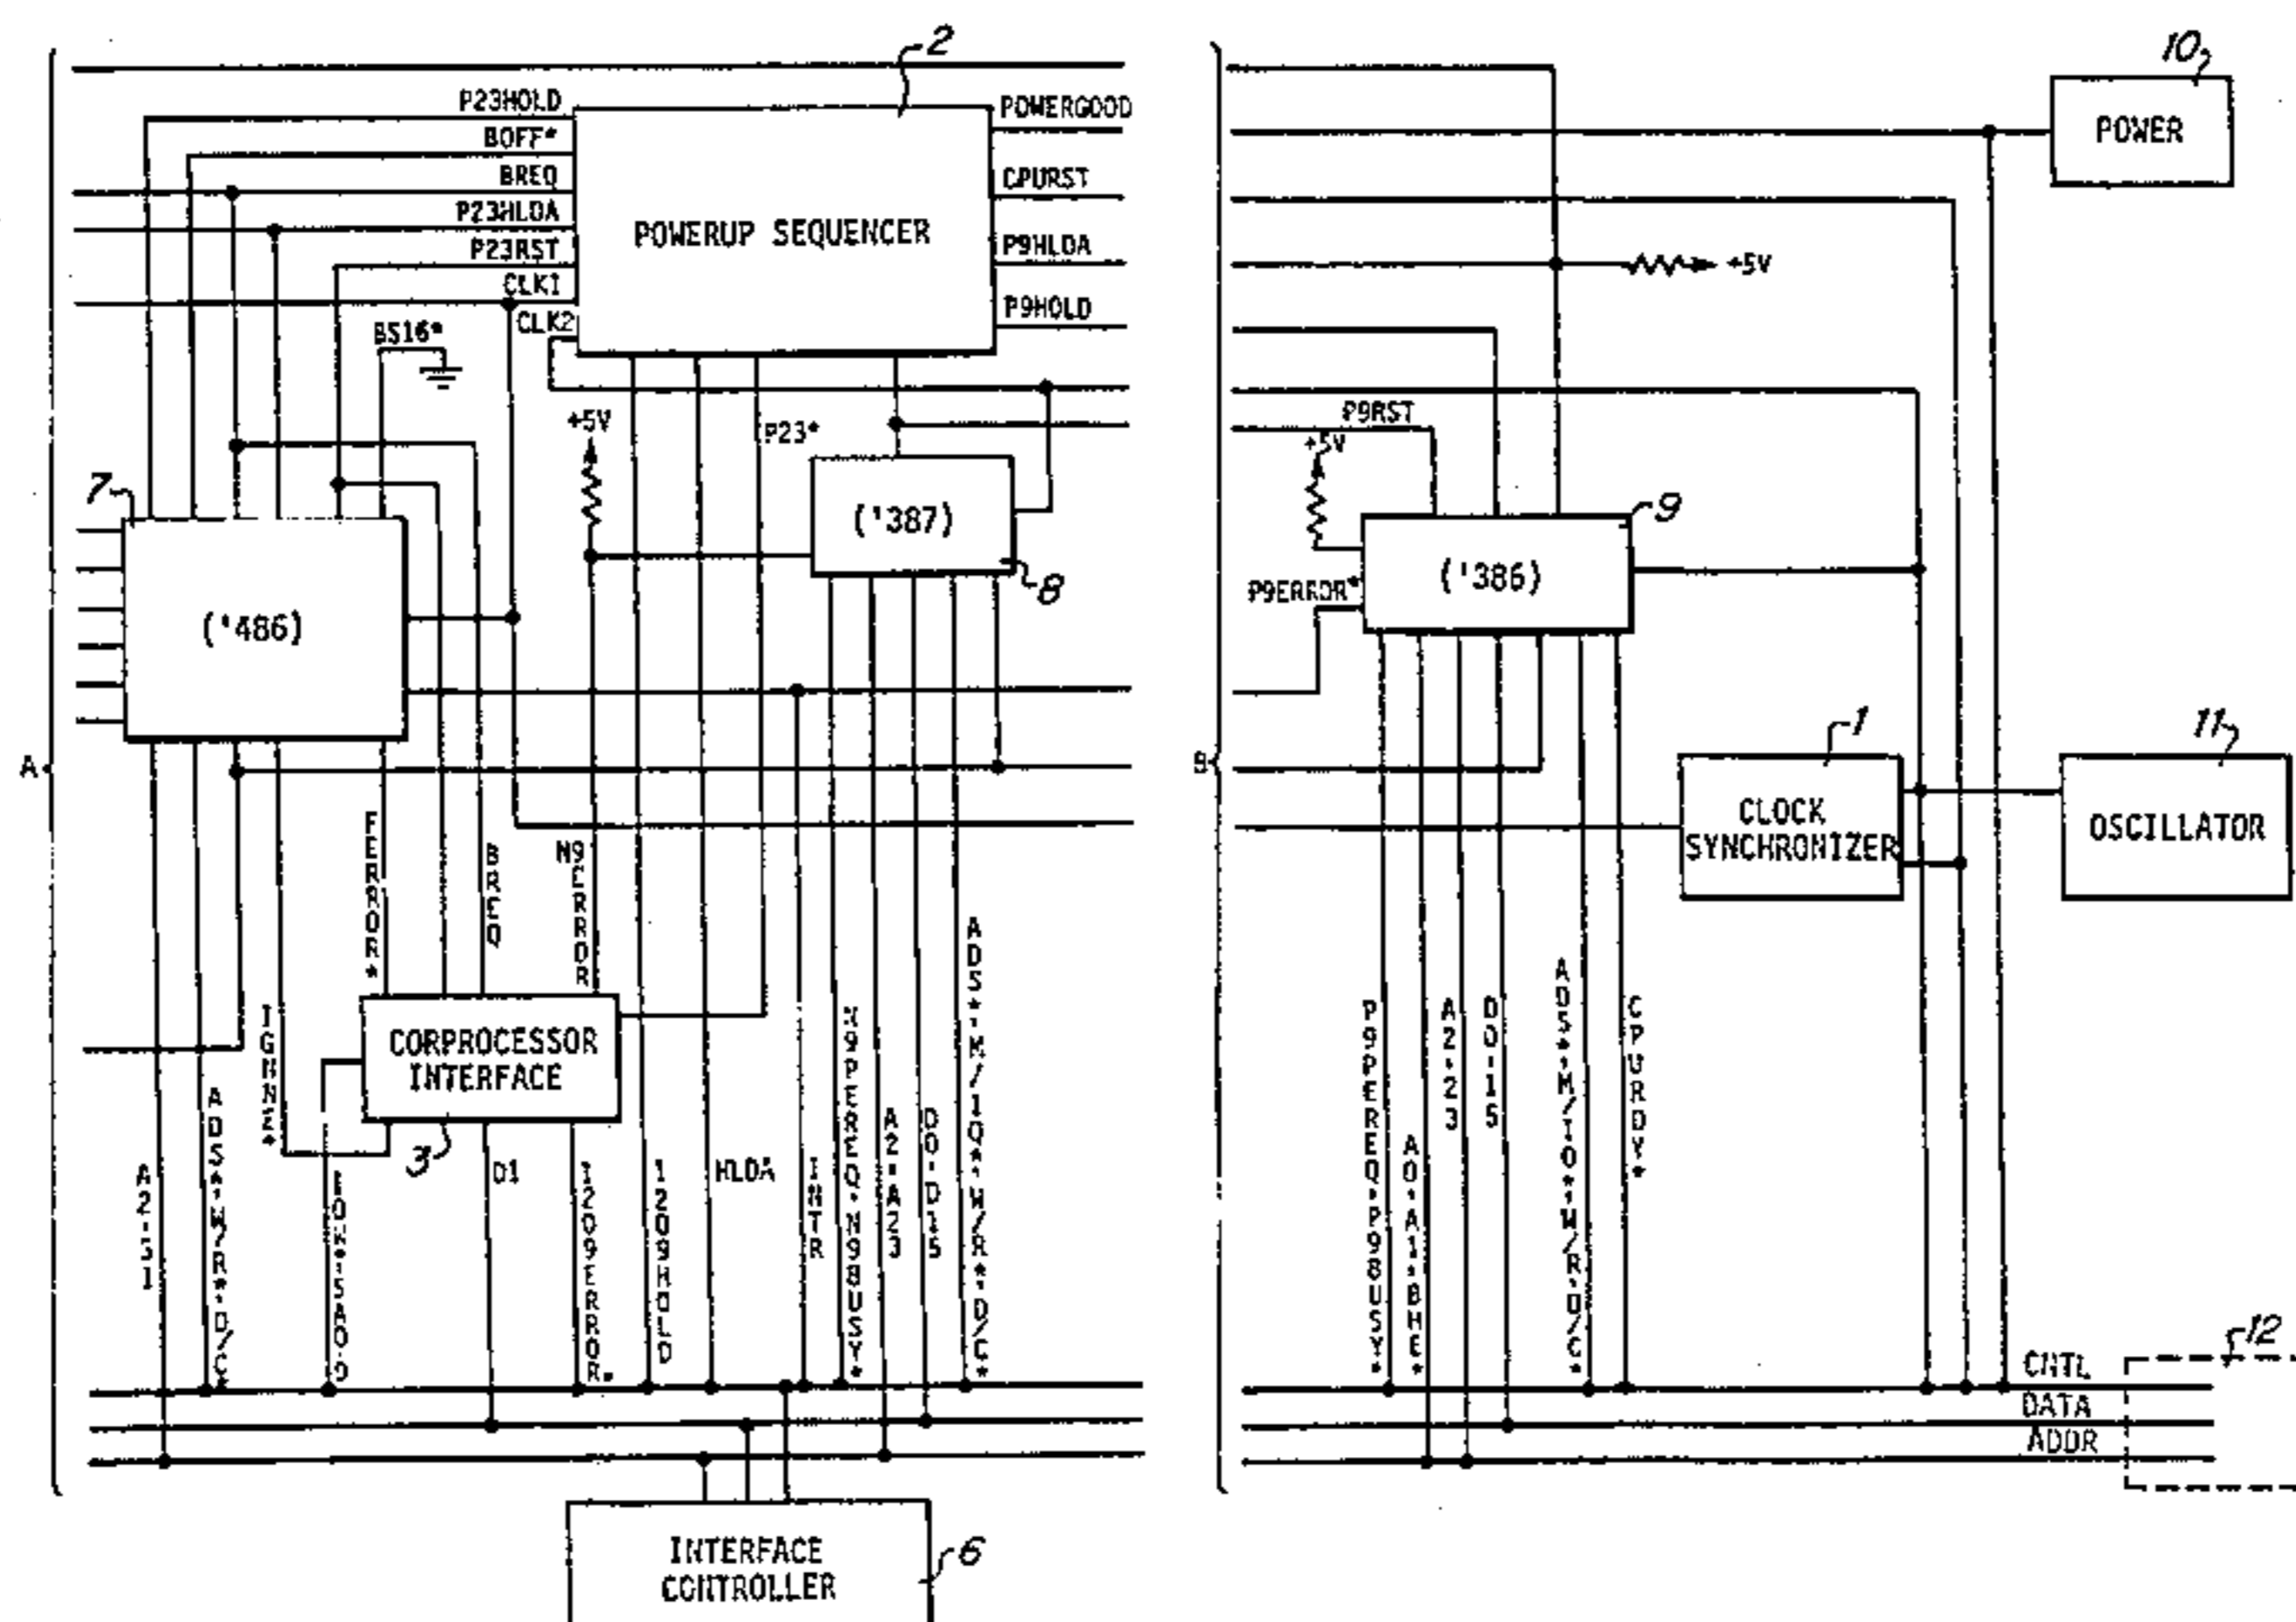 2
10
P23HOLD
POWERGOOD
BOFF*
POWER
BREQ
CPURST
P23HLDA
POWERUP SEQUENCER
P23RST
P9HLDA
+5V
CLK1
P9HOLD
CLK2
BS16*
+5V
P23*
P9RST
+5V
7
('387)
9
('386)
8
P9ERROR*
('486)
1
11
A
B
CLOCK
SYNCHRONIZER
OSCILLATOR
FERROR*
BREQ
N9ERROR
ADS*·M/IO*·W/R*·D/C*
ADS*·M/IO*·W/R·D/C*
IGNNE*
CORPROCESSOR
INTERFACE
N9PEREQ·N9BUSY*
P9PEREQ·P9BUSY*
A2-23
D0-15
CPURDY*
3
ADS*·W/R*·D/C*
A2-31
D1
1209ERROR*
1209HOLD
HLDA
INTR
A2-A23
D0-D15
A0·A1·BHE*
12
CNTL
DATA
ADDR
INTERFACE
CONTROLLER
6